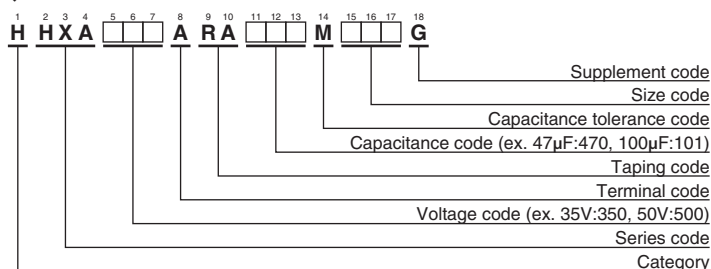 1 2 3 4 5 6 7 8 9 10 11 12 13 14 15 16 17 18
H HXA A RA M G
Supplement code
Size code
Capacitance tolerance code
Capacitance code (ex. 47µF:470, 100µF:101)
Taping code
Terminal code
Voltage code (ex. 35V:350, 50V:500)
Series code
Category